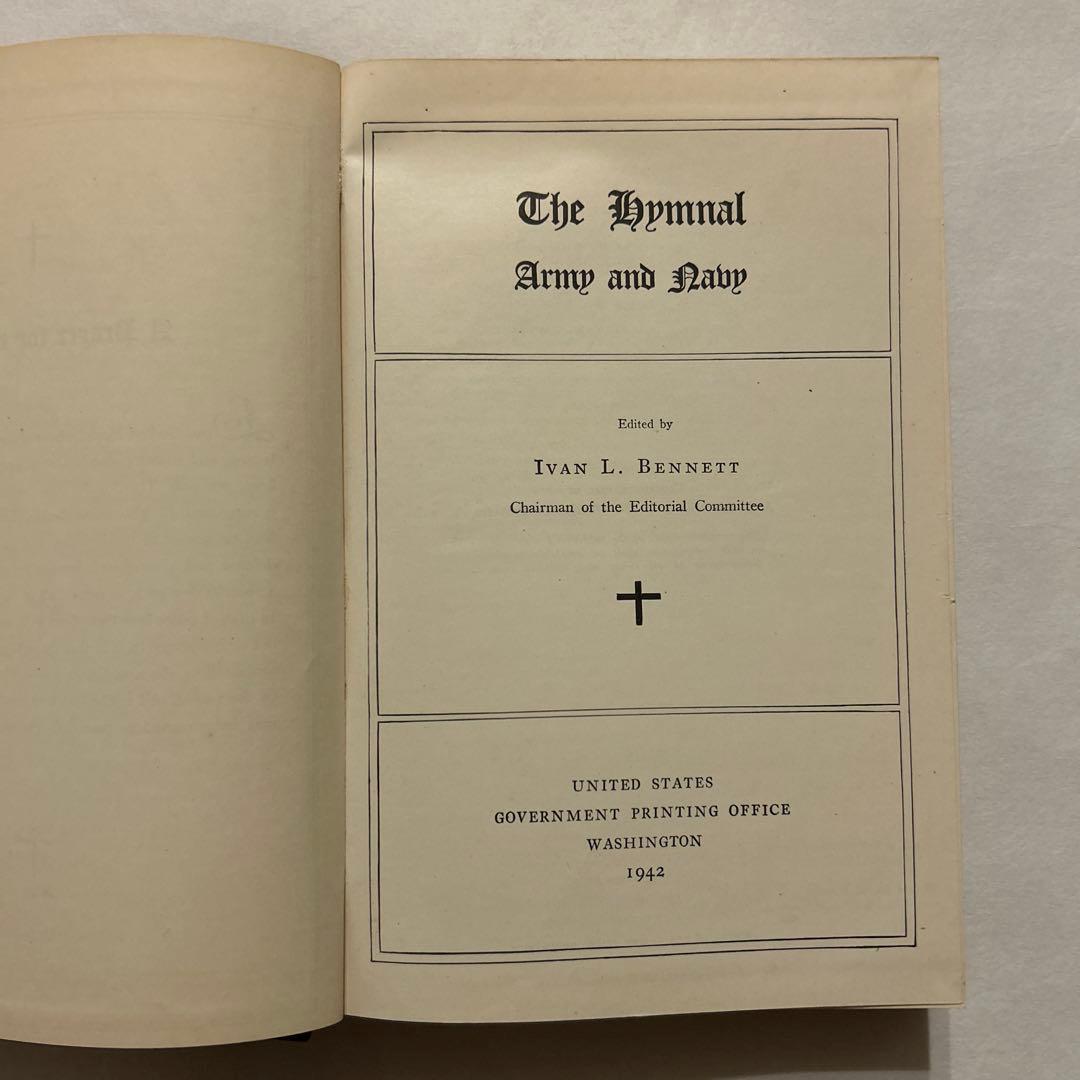 The Hymnal
Army and Navy
Edited by
IVAN L. BENNETT
Chairman of the Editorial Committee
UNITED STATES
GOVERNMENT PRINTING OFFICE
WASHINGTON
1942